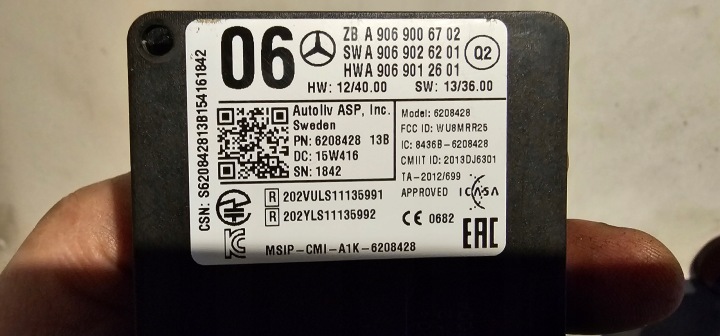 06
ZB A 906 900 67 02
SW A 906 902 62 01
HW A 906 901 26 01
Q2
HW: 12/40.00 SW: 13/36.00
CSN: S620842813B154161842
Autoliv ASP, Inc.
Sweden
PN: 6208428 13B
DC: 15W416
SN: 1842
Model: 6208428
FCC ID: WU8MRR25
IC: 8436B-6208428
CMIIT ID: 2013DJ6301
TA-2012/699
APPROVED ICASA
R 202VULS11135991
R 202YLS11135992
CE 0682
EAC
MSIP-CMI-A1K-6208428